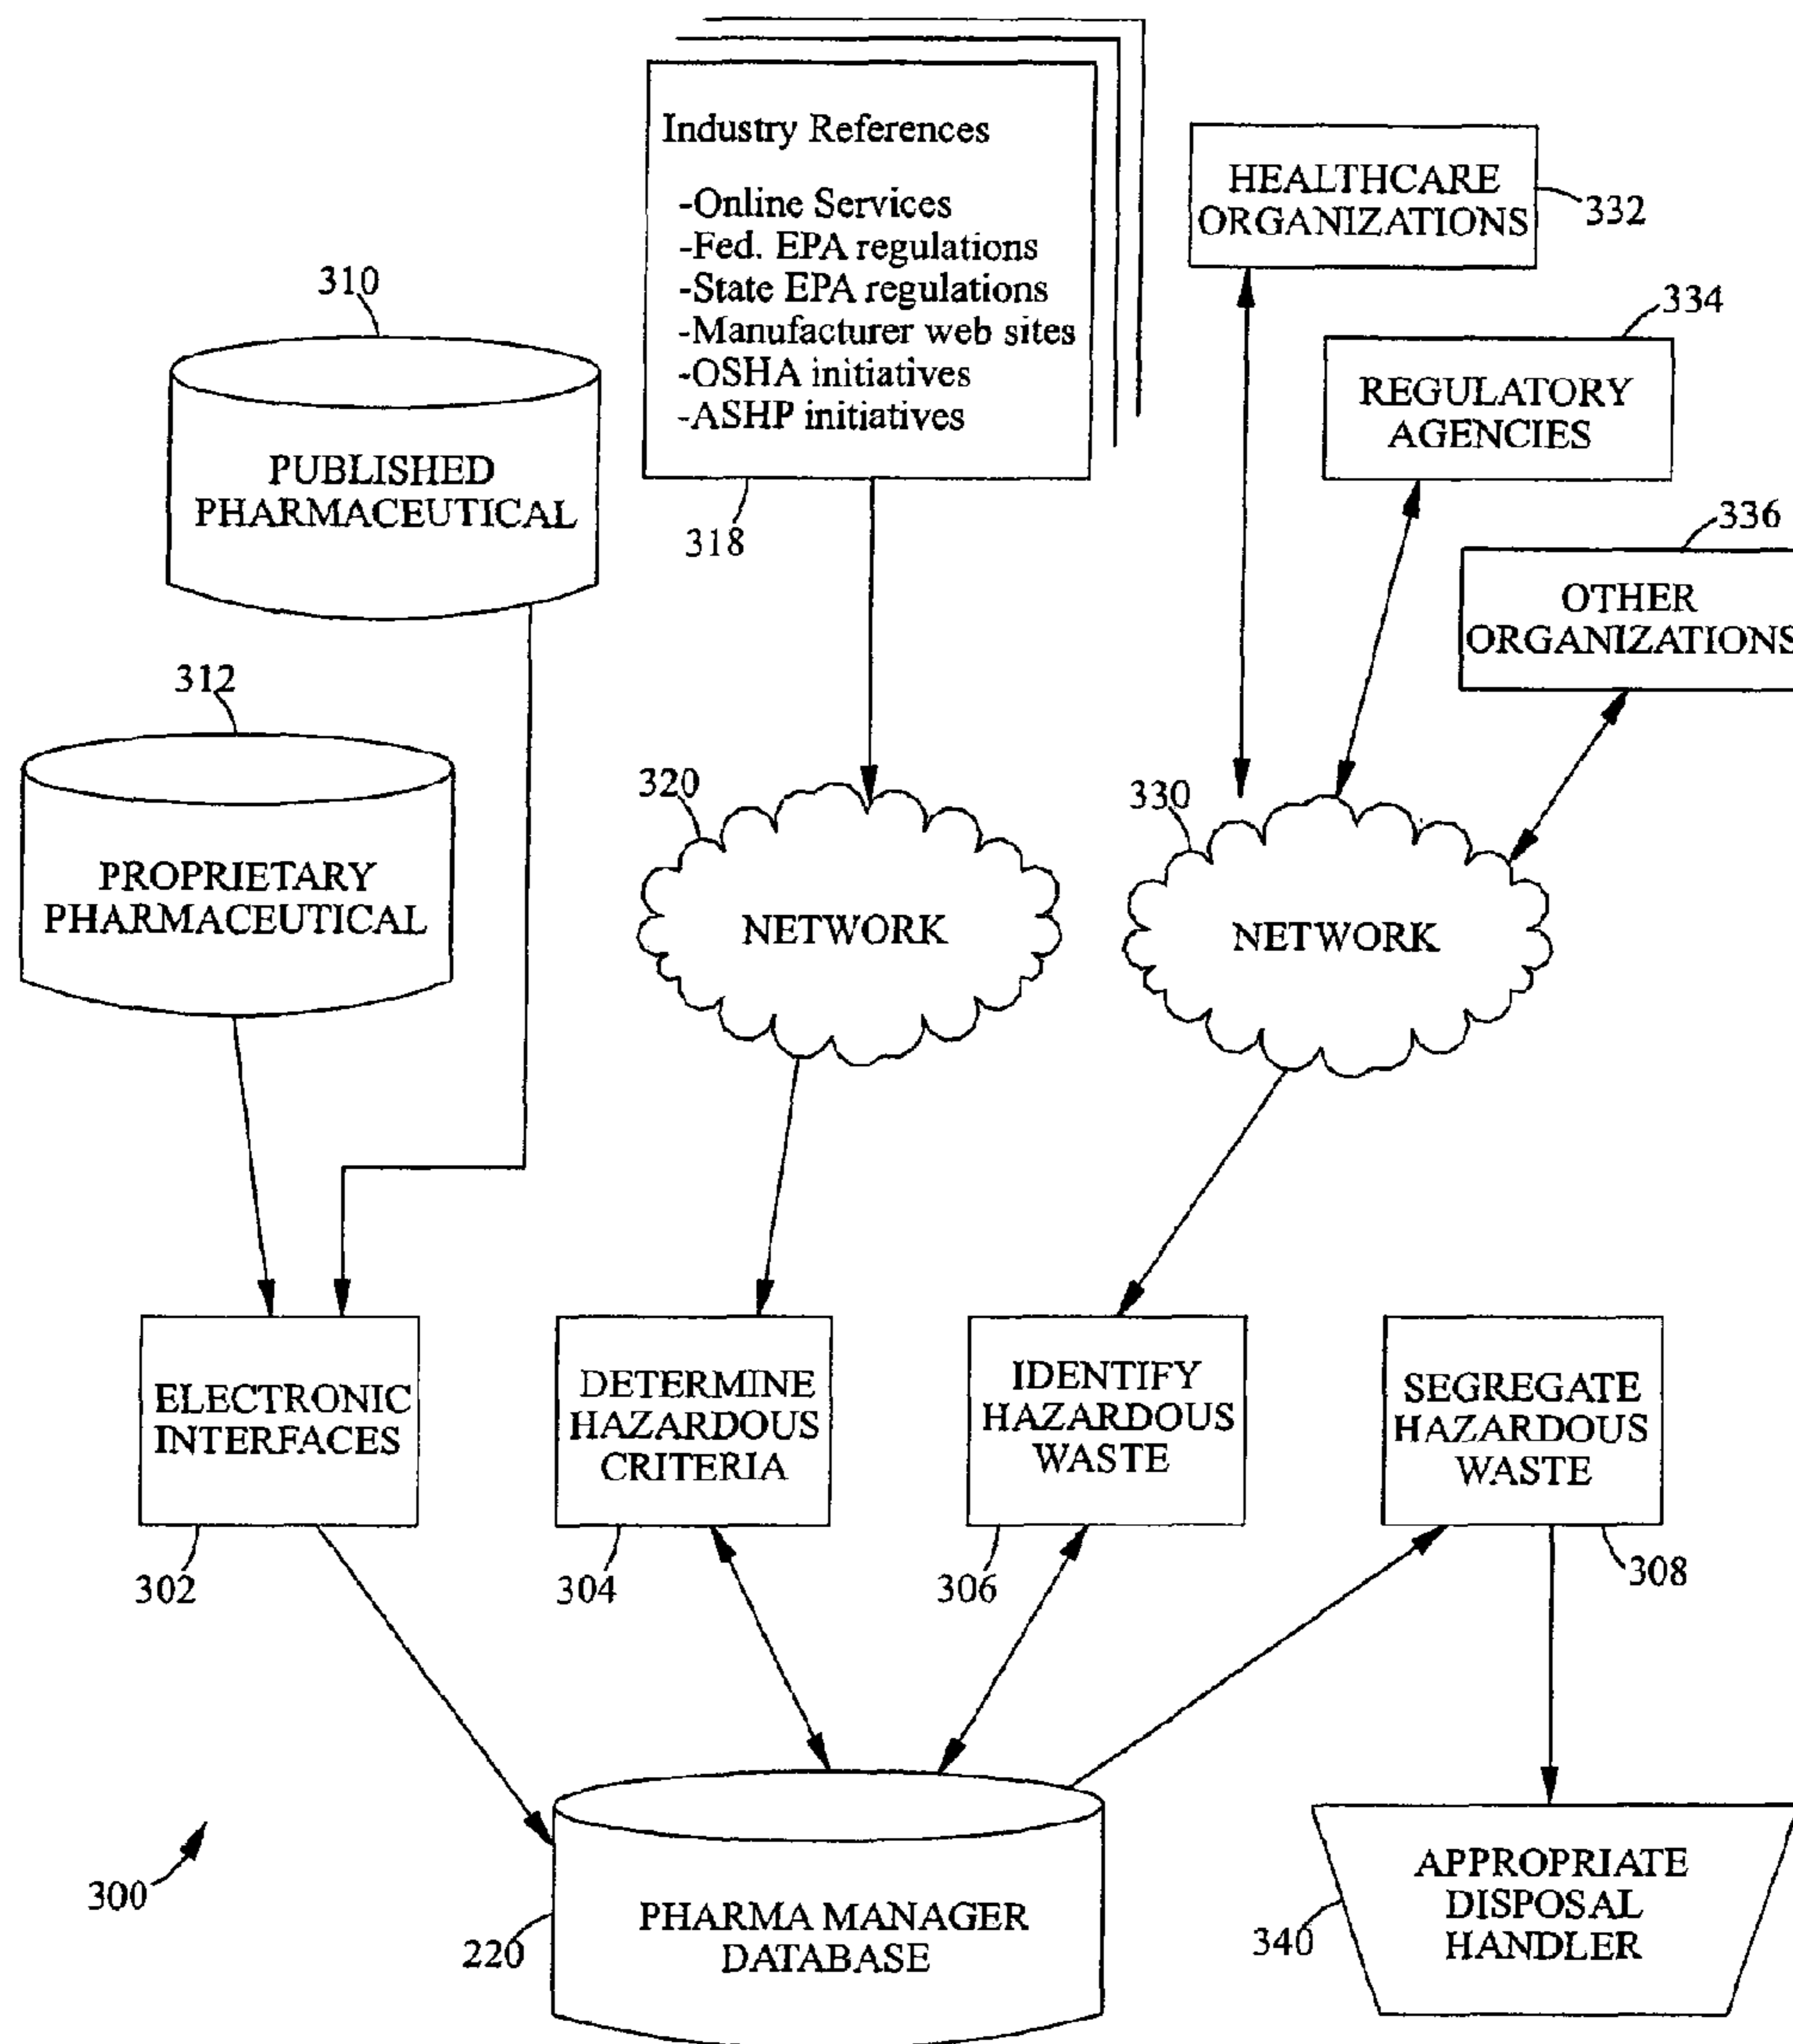 Industry References
-Online Services
-Fed. EPA regulations
-State EPA regulations
-Manufacturer web sites
-OSHA initiatives
-ASHP initiatives
318
HEALTHCARE
ORGANIZATIONS
332
310
PUBLISHED
PHARMACEUTICAL
334
REGULATORY
AGENCIES
336
OTHER
ORGANIZATIONS
312
PROPRIETARY
PHARMACEUTICAL
320
NETWORK
330
NETWORK
ELECTRONIC
INTERFACES
302
DETERMINE
HAZARDOUS
CRITERIA
304
IDENTIFY
HAZARDOUS
WASTE
306
SEGREGATE
HAZARDOUS
WASTE
308
300
PHARMA MANAGER
DATABASE
220
APPROPRIATE
DISPOSAL
HANDLER
340